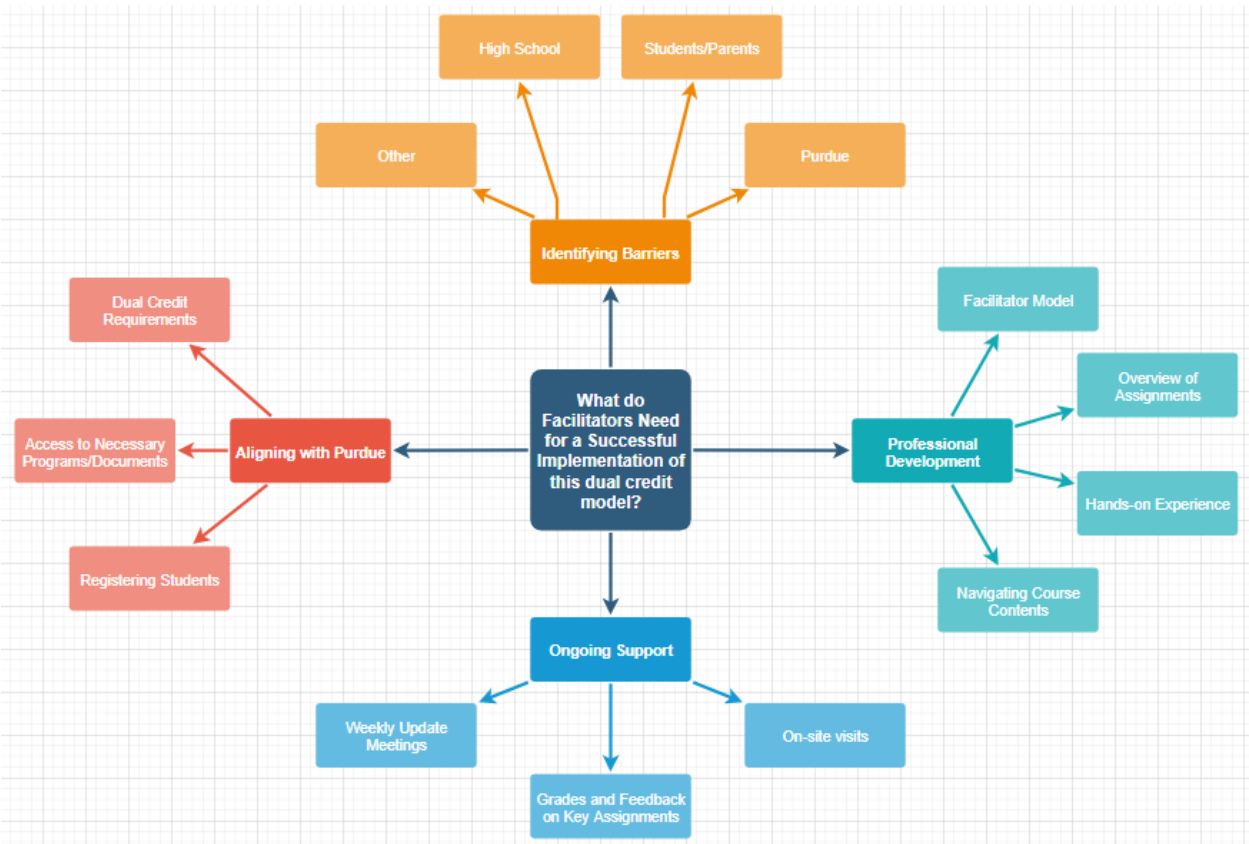 High School
Students/Parents
Other
Purdue
Identifying Barriers
Dual Credit
Requirements
Facilitator Model
Overview of
Assignments
What do
Facilitators Need
for a Successful
Implementation of
this dual credit
model?
Access to Necessary
Programs/Documents
Aligning with Purdue
Professional
Development
Hands-on Experience
Registering Students
Navigating Course
Contents
Ongoing Support
Weekly Update
Meetings
On-site visits
Grades and Feedback
on Key Assignments